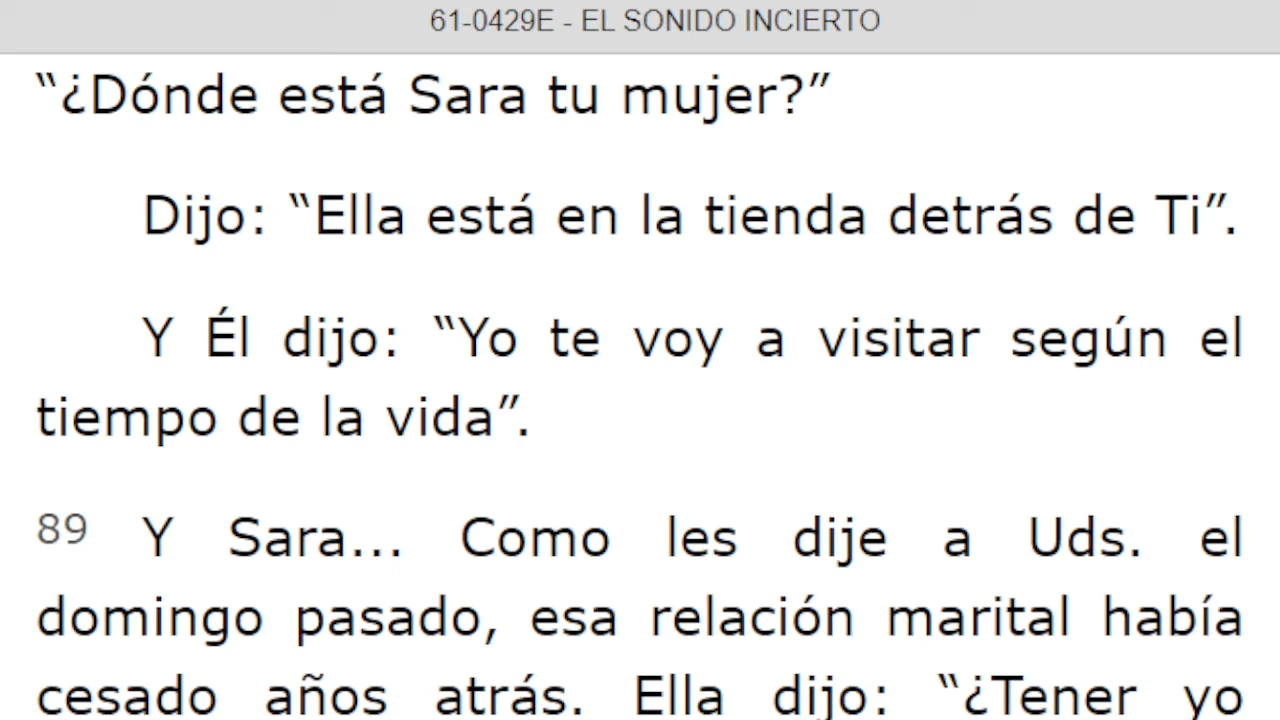 61-0429E - EL SONIDO INCIERTO
“¿Dónde está Sara tu mujer?”
Dijo: “Ella está en la tienda detrás de Ti”.
Y Él dijo: “Yo te voy a visitar según el
tiempo de la vida”.
89 Y Sara... Como les dije a Uds. el
domingo pasado, esa relación marital había
cesado años atrás. Ella dijo: “¿Tener yo